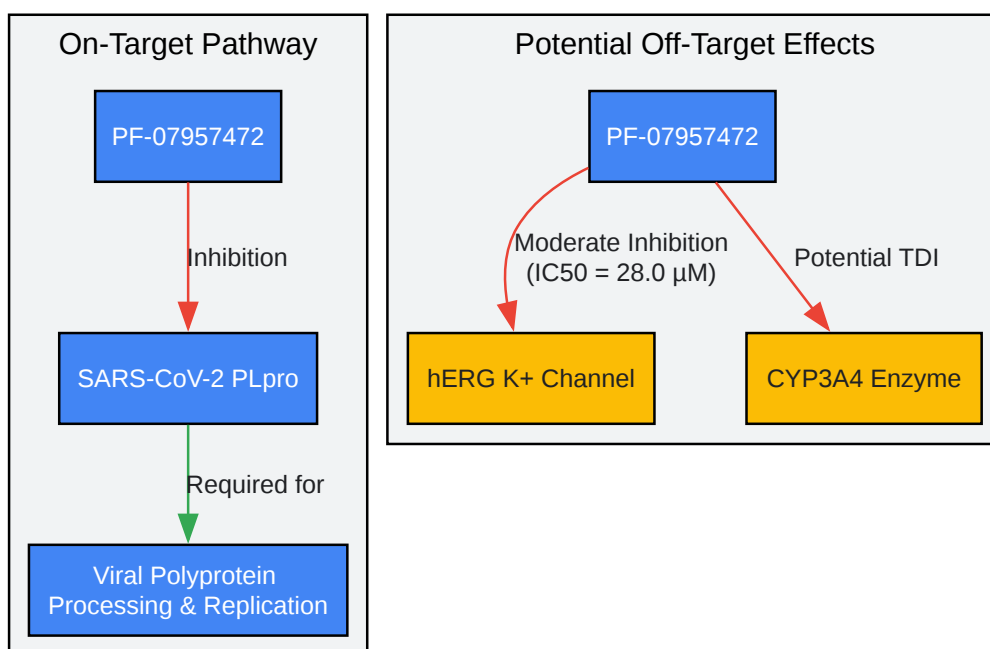 On-Target Pathway
PF-07957472
Inhibition
SARS-CoV-2 PLpro
Required for
Viral Polyprotein
Processing & Replication
Potential Off-Target Effects
PF-07957472
Moderate Inhibition
(IC50 = 28.0 µM)
Potential TDI
hERG K+ Channel
CYP3A4 Enzyme